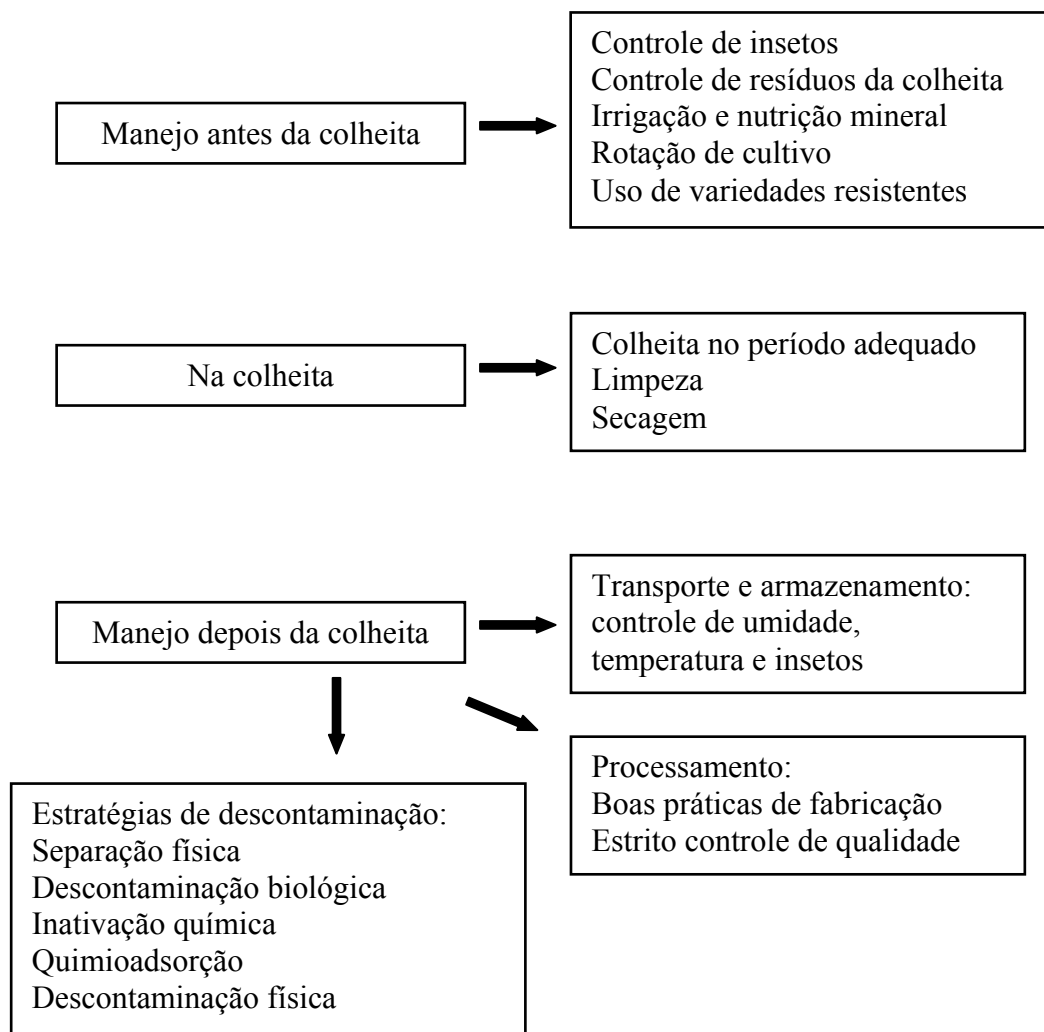 Manejo antes da colheita
Controle de insetos
Controle de resíduos da colheita
Irrigação e nutrição mineral
Rotação de cultivo
Uso de variedades resistentes
Na colheita
Colheita no período adequado
Limpeza
Secagem
Manejo depois da colheita
Transporte e armazenamento:
controle de umidade,
temperatura e insetos
Processamento:
Boas práticas de fabricação
Estrito controle de qualidade
Estratégias de descontaminação:
Separação física
Descontaminação biológica
Inativação química
Quimioadsorção
Descontaminação física